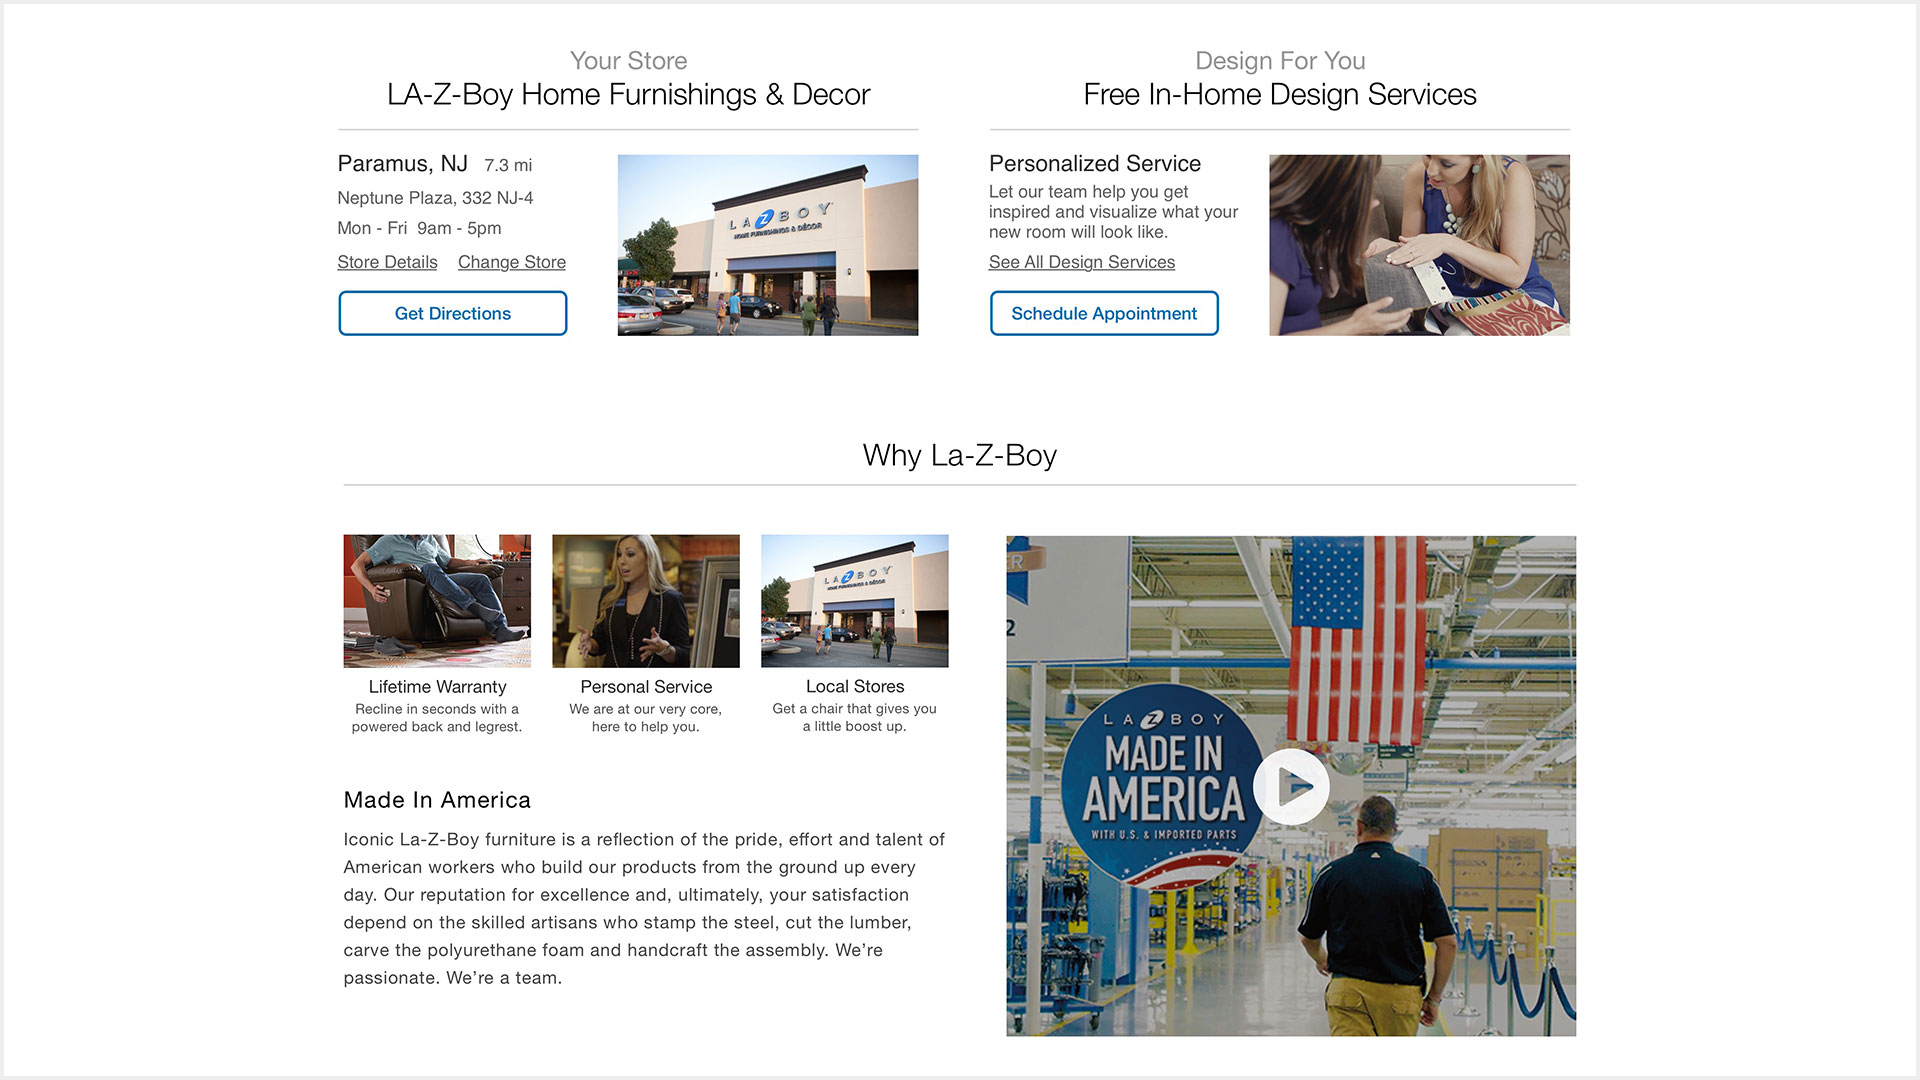 Your Store
LA-Z-Boy Home Furnishings & Decor
Paramus, NJ 7.3 mi
Neptune Plaza, 332 NJ-4
Mon - Fri 9am - 5pm
Store Details Change Store
Get Directions
LA Z BOY
HOME FURNISHINGS & DÉCOR
Design For You
Free In-Home Design Services
Personalized Service
Let our team help you get
inspired and visualize what your
new room will look like.
See All Design Services
Schedule Appointment
Why La-Z-Boy
LA Z BOY
HOME FURNISHINGS & DÉCOR
Lifetime Warranty
Recline in seconds with a
powered back and legrest.
Personal Service
We are at our very core,
here to help you.
Local Stores
Get a chair that gives you
a little boost up.
Made In America
Iconic La-Z-Boy furniture is a reflection of the pride, effort and talent of
American workers who build our products from the ground up every
day. Our reputation for excellence and, ultimately, your satisfaction
depend on the skilled artisans who stamp the steel, cut the lumber,
carve the polyurethane foam and handcraft the assembly. We’re
passionate. We’re a team.
2
LA Z BOY
MADE IN
AMERICA
WITH U.S. & IMPORTED PARTS